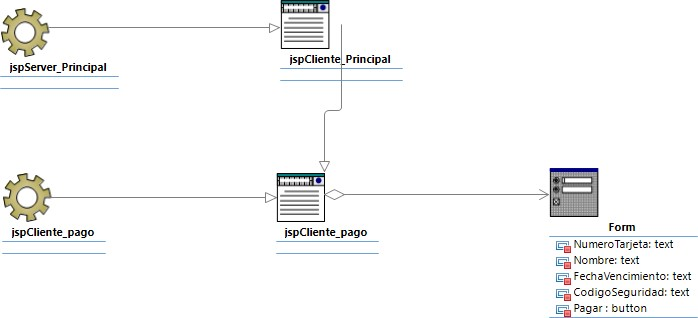 jspServer_Principal
jspCliente_Principal
jspCliente_pago
jspCliente_pago
Form
NumeroTarjeta: text
Nombre: text
FechaVencimiento: text
CodigoSeguridad: text
Pagar : button